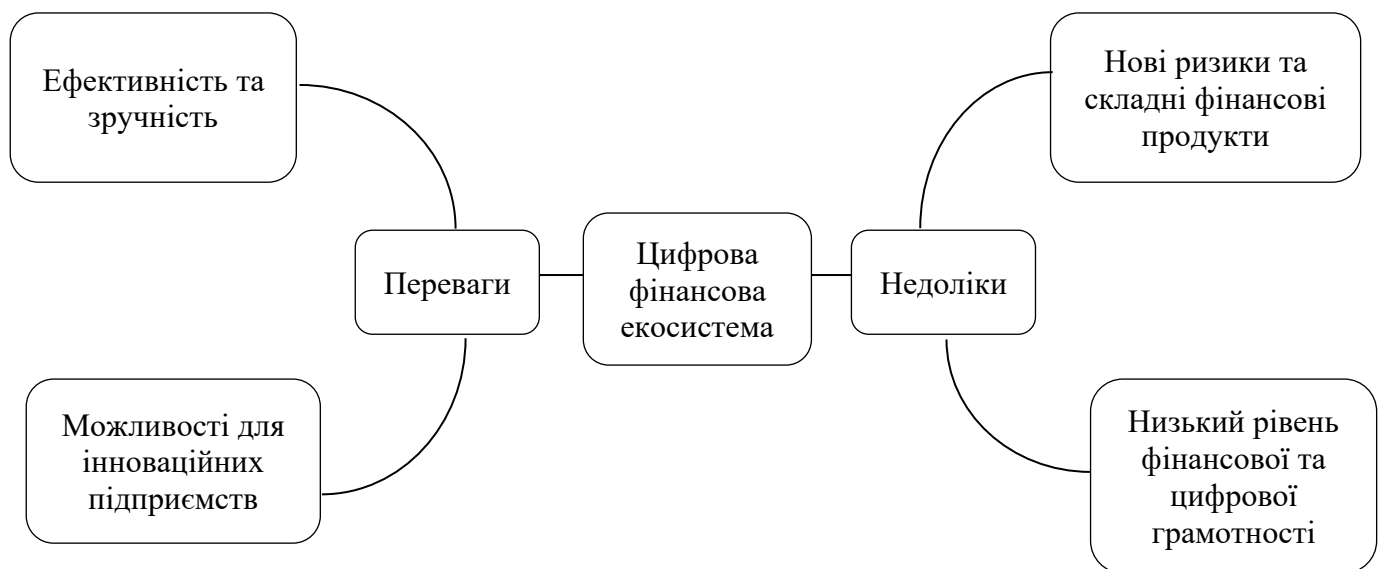 Ефективність та
зручність
Нові ризики та
складні фінансові
продукти
Переваги
Цифрова
фінансова
екосистема
Недоліки
Можливості для
інноваційних
підприємств
Низький рівень
фінансової та
цифрової
грамотності